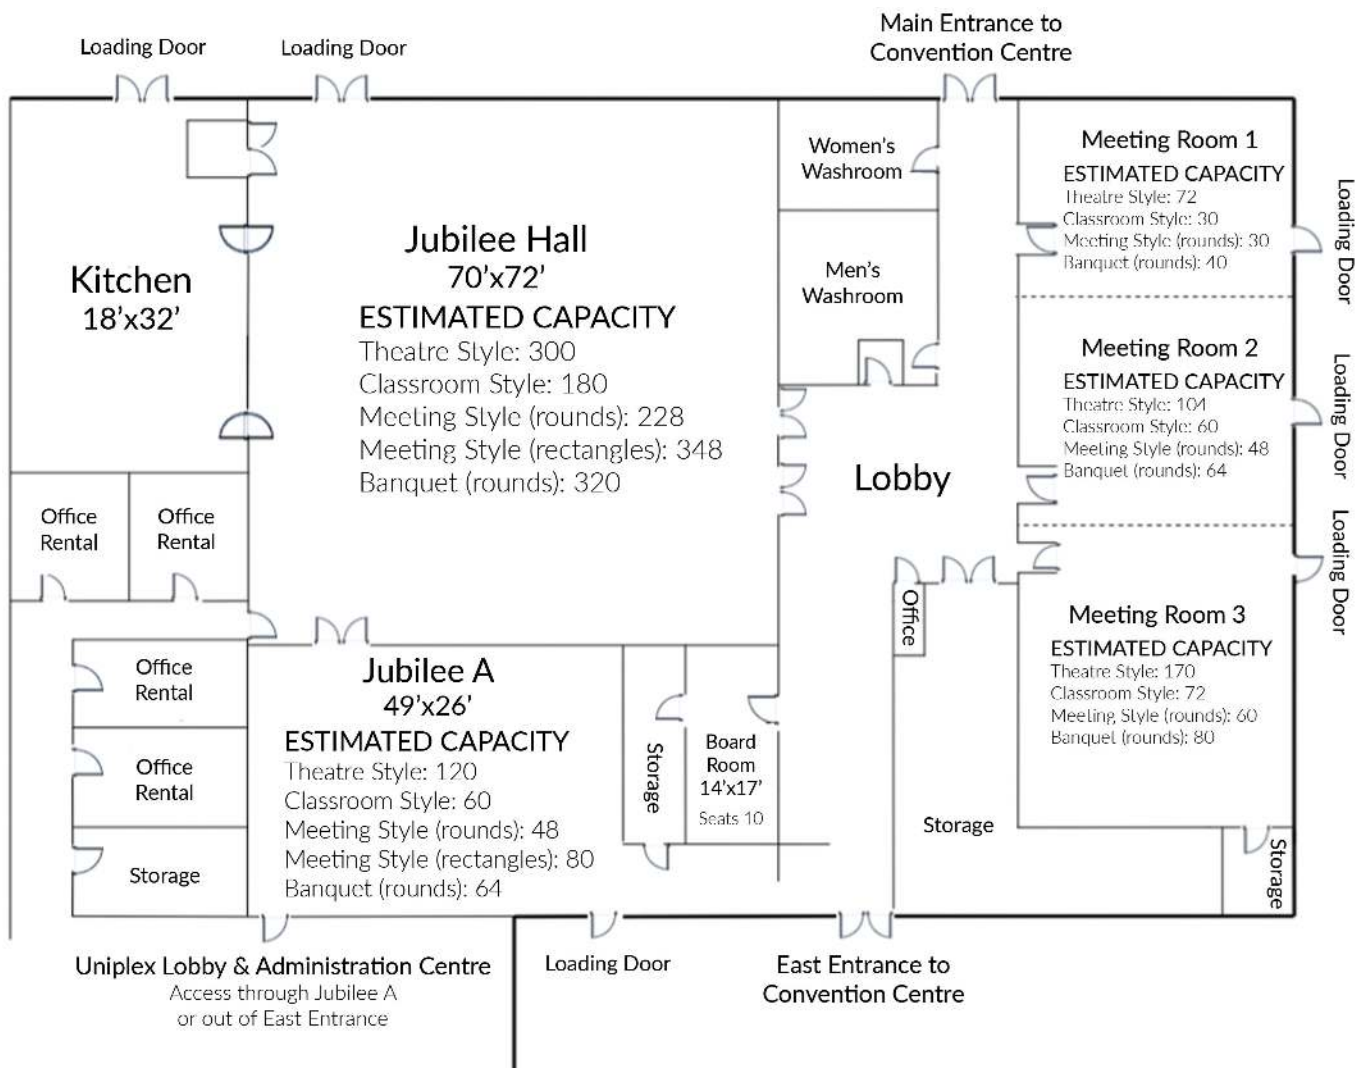 Loading Door
Loading Door
Main Entrance to
Convention Centre
Kitchen
18'x32'
Jubilee Hall
70'x72'
ESTIMATED CAPACITY
Theatre Style: 300
Classroom Style: 180
Meeting Style (rounds): 228
Meeting Style (rectangles): 348
Banquet (rounds): 320
Women's
Washroom
Men's
Washroom
Lobby
Meeting Room 1
ESTIMATED CAPACITY
Theatre Style: 72
Classroom Style: 30
Meeting Style (rounds): 30
Banquet (rounds): 40
Loading Door
Meeting Room 2
ESTIMATED CAPACITY
Theatre Style: 104
Classroom Style: 60
Meeting Style (rounds): 48
Banquet (rounds): 64
Loading Door
Meeting Room 3
ESTIMATED CAPACITY
Theatre Style: 170
Classroom Style: 72
Meeting Style (rounds): 60
Banquet (rounds): 80
Loading Door
Office
Rental
Office
Rental
Office
Rental
Office
Rental
Storage
Jubilee A
49'x26'
ESTIMATED CAPACITY
Theatre Style: 120
Classroom Style: 60
Meeting Style (rounds): 48
Meeting Style (rectangles): 80
Banquet (rounds): 64
Storage
Board
Room
14'x17'
Seats 10
Office
Storage
Storage
Uniplex Lobby & Administration Centre
Access through Jubilee A
or out of East Entrance
Loading Door
East Entrance to
Convention Centre